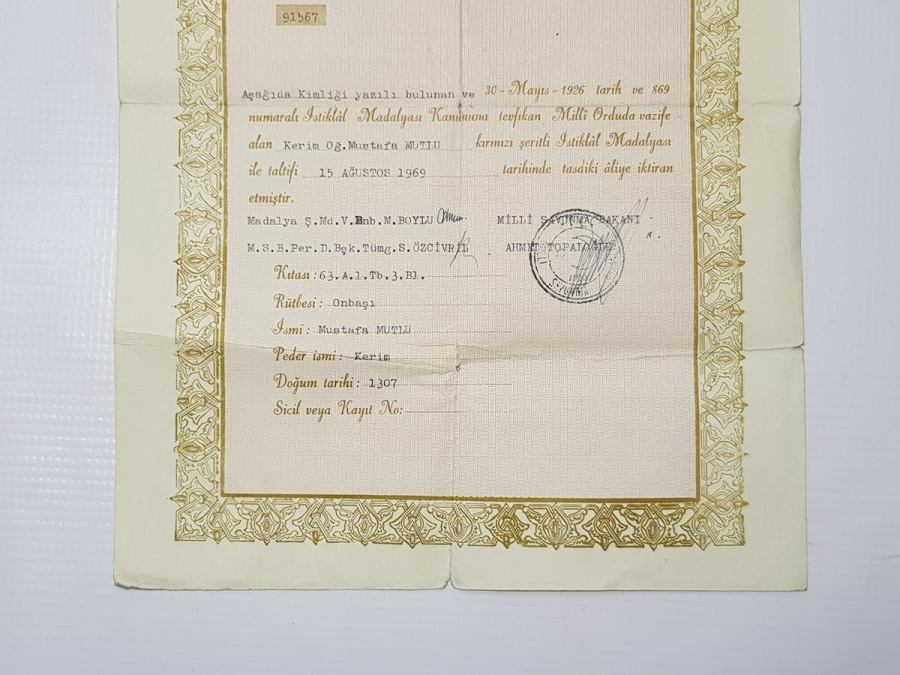 91567
Aşağıda Kimliği yazılı bulunan ve 30-Mayıs-1926 tarih ve 869
numaralı İstiklâl Madalyası Kanununa tevfikan Milli Orduda vazife
alan Kerim Oğ.Mustafa MUTLU kırmızı şeritli İstiklâl Madalyası
ile taltifi 15 AĞUSTOS 1969 tarihinde tasdiki âliye iktiran
etmiştir.
Madalya Ş.Md.V.Bnb.M.BOYLU MİLLİ SAVUNMA BAKANI
M.S.B.Per.D.Bşk.Tümg.S.ÖZCİVRİL AHMET TOPALOĞLU
Kıtası : 63.A.1.Tb.3.Bl.
Rütbesi : Onbaşı
İsmi : Mustafa MUTLU
Peder ismi : Kerim
Doğum tarihi : 1307
Sicil veya Kayıt No: